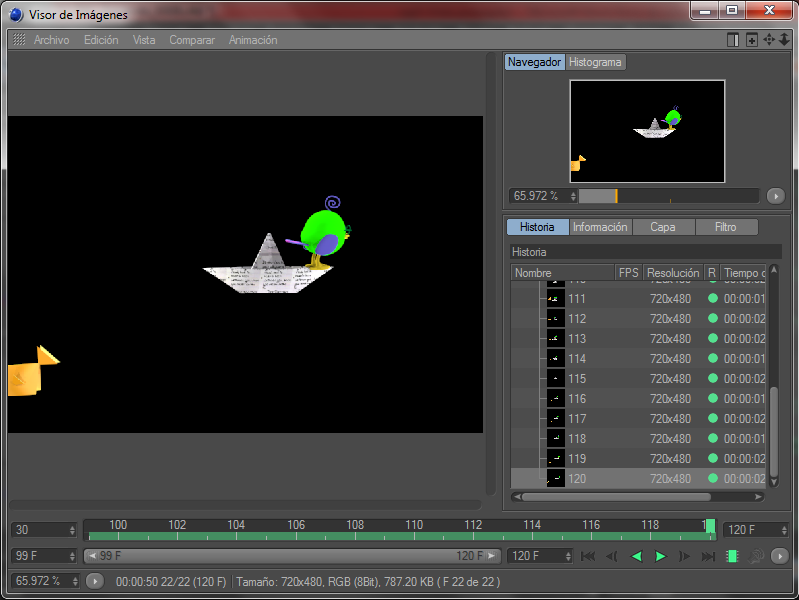 Visor de Imágenes
Archivo Edición Vista Comparar Animación
Navegador Histograma
65.972 %
Historia Información Capa Filtro
Historia
Nombre FPS Resolución R Tiempo
111 720x480 00:00:01
112 720x480 00:00:02
113 720x480 00:00:02
114 720x480 00:00:01
115 720x480 00:00:02
116 720x480 00:00:01
117 720x480 00:00:02
118 720x480 00:00:01
119 720x480 00:00:02
120 720x480 00:00:02
30 100 102 104 106 108 110 112 114 116 118 120 F
99 F 99 F 120 F 120 F
65.972 % 00:00:50 22/22 (120 F) Tamaño: 720x480, RGB (8Bit), 787.20 KB ( F 22 de 22 )